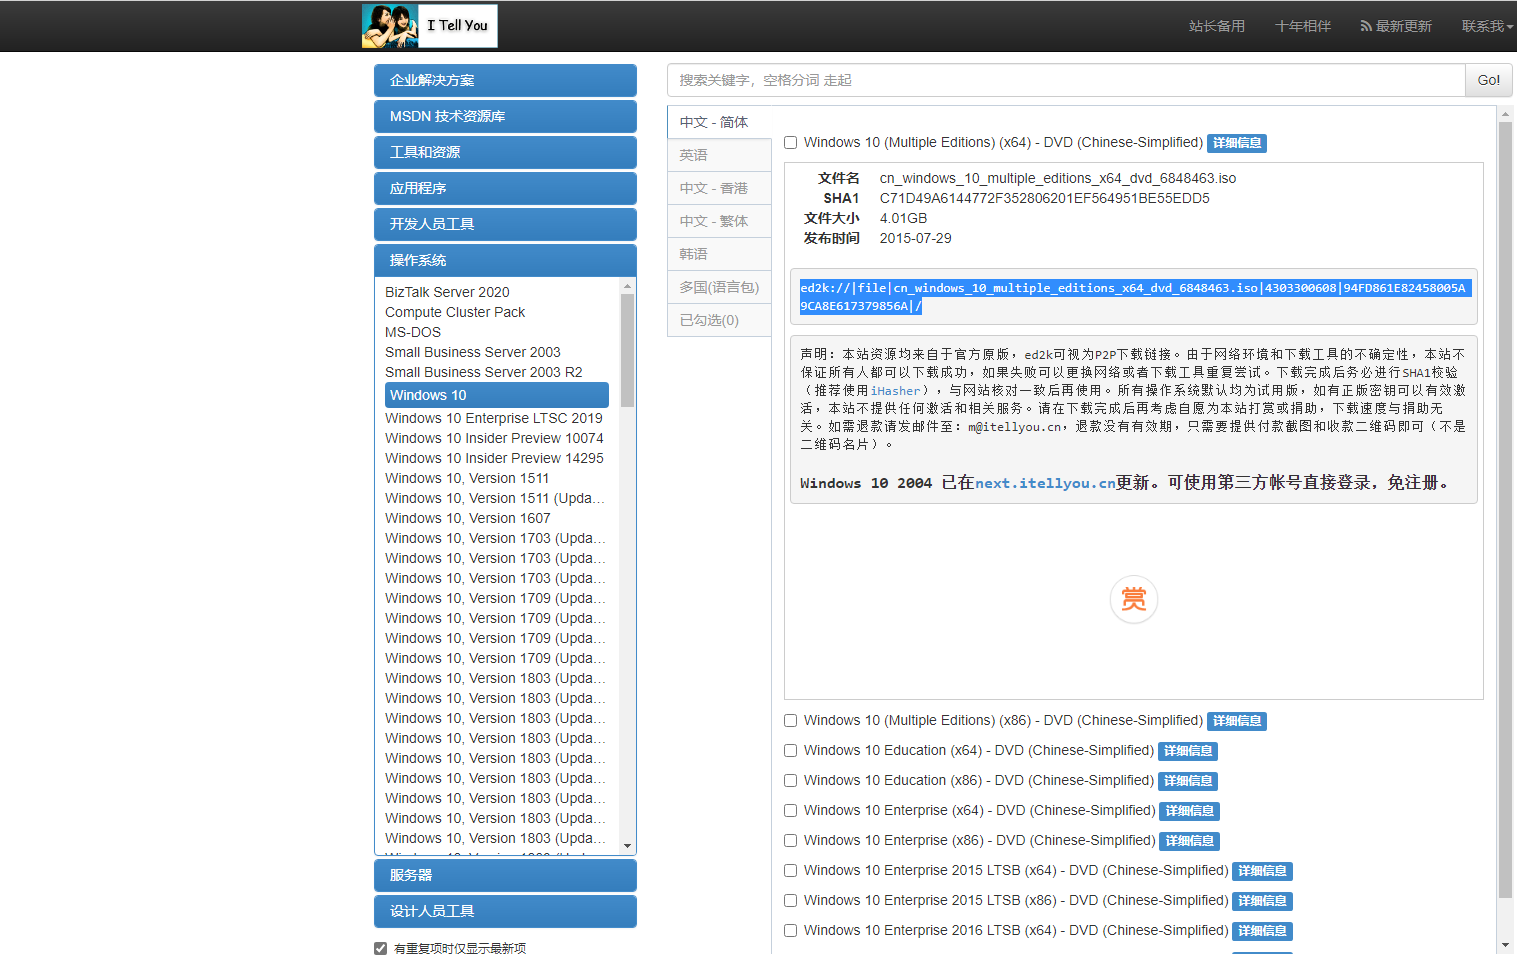 I Tell You
站长备用
十年相伴
最新更新
联系我
企业解决方案
MSDN 技术资源库
工具和资源
应用程序
开发人员工具
操作系统
BizTalk Server 2020
Compute Cluster Pack
MS-DOS
Small Business Server 2003
Small Business Server 2003 R2
Windows 10
Windows 10 Enterprise LTSC 2019
Windows 10 Insider Preview 10074
Windows 10 Insider Preview 14295
Windows 10, Version 1511
Windows 10, Version 1511 (Upda...
Windows 10, Version 1607
Windows 10, Version 1703 (Upda...
Windows 10, Version 1703 (Upda...
Windows 10, Version 1703 (Upda...
Windows 10, Version 1709 (Upda...
Windows 10, Version 1709 (Upda...
Windows 10, Version 1709 (Upda...
Windows 10, Version 1709 (Upda...
Windows 10, Version 1803 (Upda...
Windows 10, Version 1803 (Upda...
Windows 10, Version 1803 (Upda...
Windows 10, Version 1803 (Upda...
Windows 10, Version 1803 (Upda...
Windows 10, Version 1803 (Upda...
Windows 10, Version 1803 (Upda...
Windows 10, Version 1803 (Upda...
Windows 10, Version 1803 (Upda...
服务器
设计人员工具
有重复项时仅显示最新项
搜索关键字，空格分词 走起
Go!
中文 - 简体
英语
中文 - 香港
中文 - 繁体
韩语
多国(语言包)
已勾选(0)
Windows 10 (Multiple Editions) (x64) - DVD (Chinese-Simplified) 详细信息
文件名 cn_windows_10_multiple_editions_x64_dvd_6848463.iso
SHA1 C71D49A6144772F352806201EF564951BE55EDD5
文件大小 4.01GB
发布时间 2015-07-29
ed2k://|file|cn_windows_10_multiple_editions_x64_dvd_6848463.iso|4303300608|94FD861E82458005A
9CA8E617379856A|/
声明：本站资源均来自于官方原版，ed2k可视为P2P下载链接。由于网络环境和下载工具的不确定性，本站不
保证所有人都可以下载成功，如果失败可以更换网络或者下载工具重复尝试。下载完成后务必进行SHA1校验
（推荐使用iHasher），与网站核对一致后再使用。所有操作系统默认均为试用版，如有正版密钥可以有效激
活，本站不提供任何激活和相关服务。请在下载完成后再考虑自愿为本站打赏或捐助，下载速度与捐助无
关。如需退款请发邮件至：m@itellyou.cn，退款没有有效期，只需要提供付款截图和收款二维码即可（不是
二维码名片）。
Windows 10 2004 已在next.itellyou.cn更新。可使用第三方帐号直接登录，免注册。
赏
Windows 10 (Multiple Editions) (x86) - DVD (Chinese-Simplified) 详细信息
Windows 10 Education (x64) - DVD (Chinese-Simplified) 详细信息
Windows 10 Education (x86) - DVD (Chinese-Simplified) 详细信息
Windows 10 Enterprise (x64) - DVD (Chinese-Simplified) 详细信息
Windows 10 Enterprise (x86) - DVD (Chinese-Simplified) 详细信息
Windows 10 Enterprise 2015 LTSB (x64) - DVD (Chinese-Simplified) 详细信息
Windows 10 Enterprise 2015 LTSB (x86) - DVD (Chinese-Simplified) 详细信息
Windows 10 Enterprise 2016 LTSB (x64) - DVD (Chinese-Simplified) 详细信息